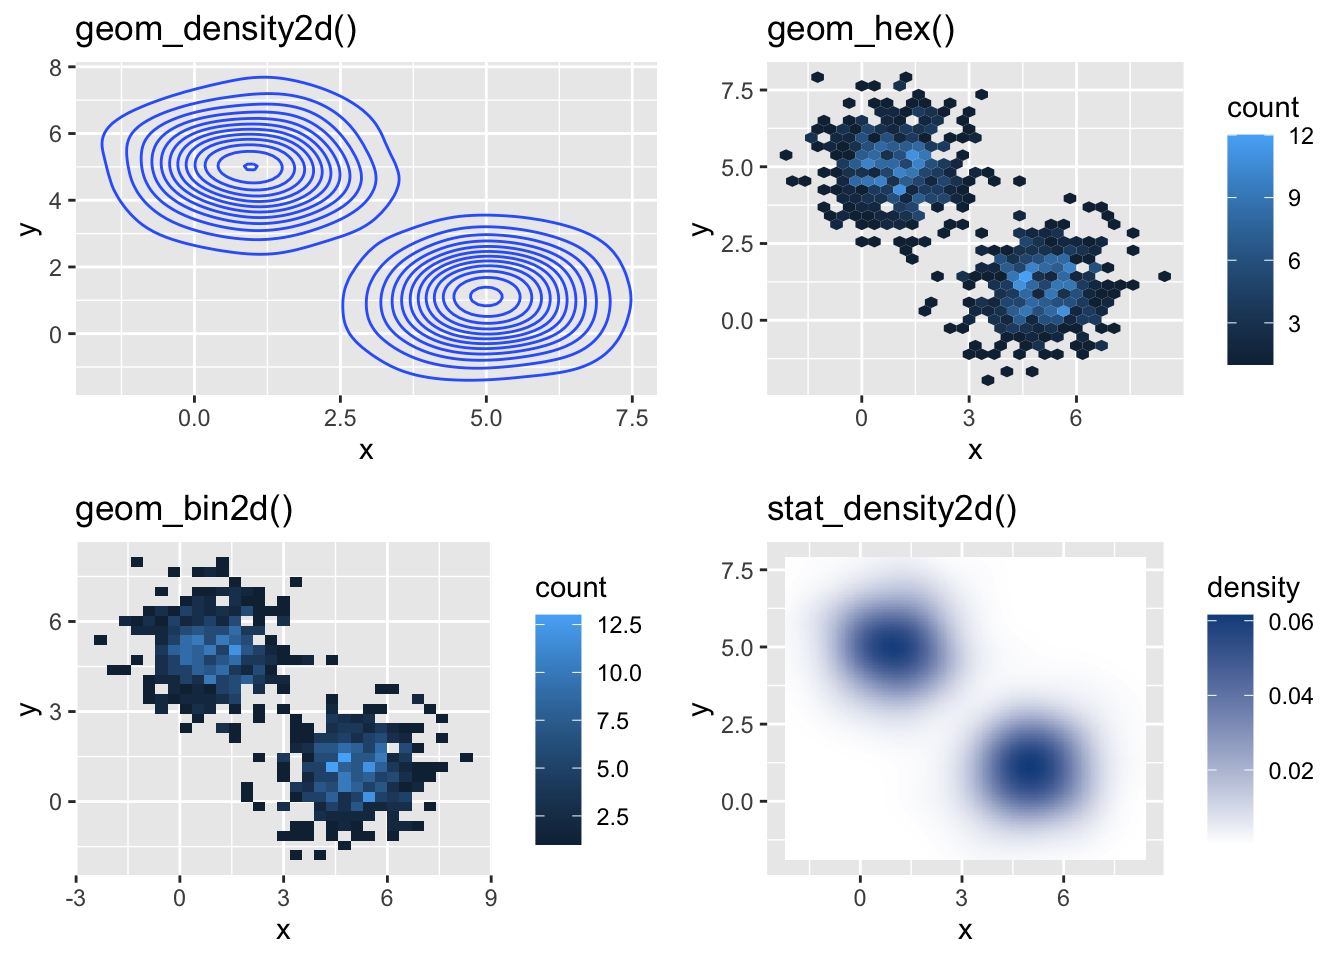 geom_density2d()
8
6
4
2
0
y
0.0 2.5 5.0 7.5
x
geom_hex()
7.5
5.0
2.5
0.0
y
0 3 6
x
count
12
9
6
3
geom_bin2d()
6
3
0
y
-3 0 3 6 9
x
count
12.5
10.0
7.5
5.0
2.5
stat_density2d()
7.5
5.0
2.5
0.0
y
0 3 6
x
density
0.06
0.04
0.02